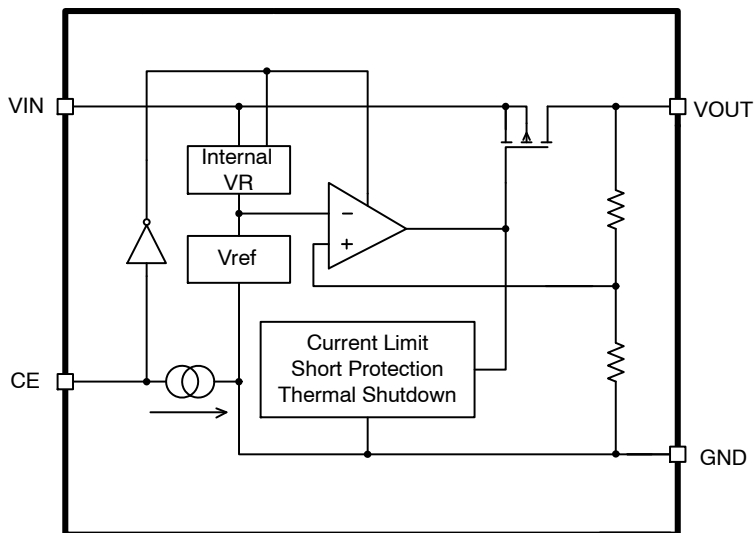 VIN
VOUT
Internal
VR
−
+
Vref
Current Limit
Short Protection
Thermal Shutdown
CE
GND